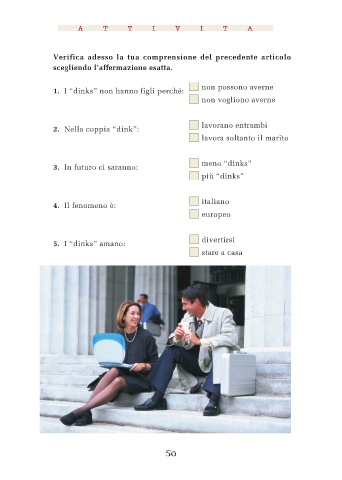 A T T I V I T A
Verifica adesso la tua comprensione del precedente articolo
scegliendo l'affermazione esatta.
1. I "dinks" non hanno figli perché:
non possono averne
non vogliono averne
2. Nella coppia "dink":
lavorano entrambi
lavora soltanto il marito
3. In futuro ci saranno:
meno "dinks"
più "dinks"
4. Il fenomeno è:
italiano
europeo
5. I "dinks" amano:
divertirsi
stare a casa
50